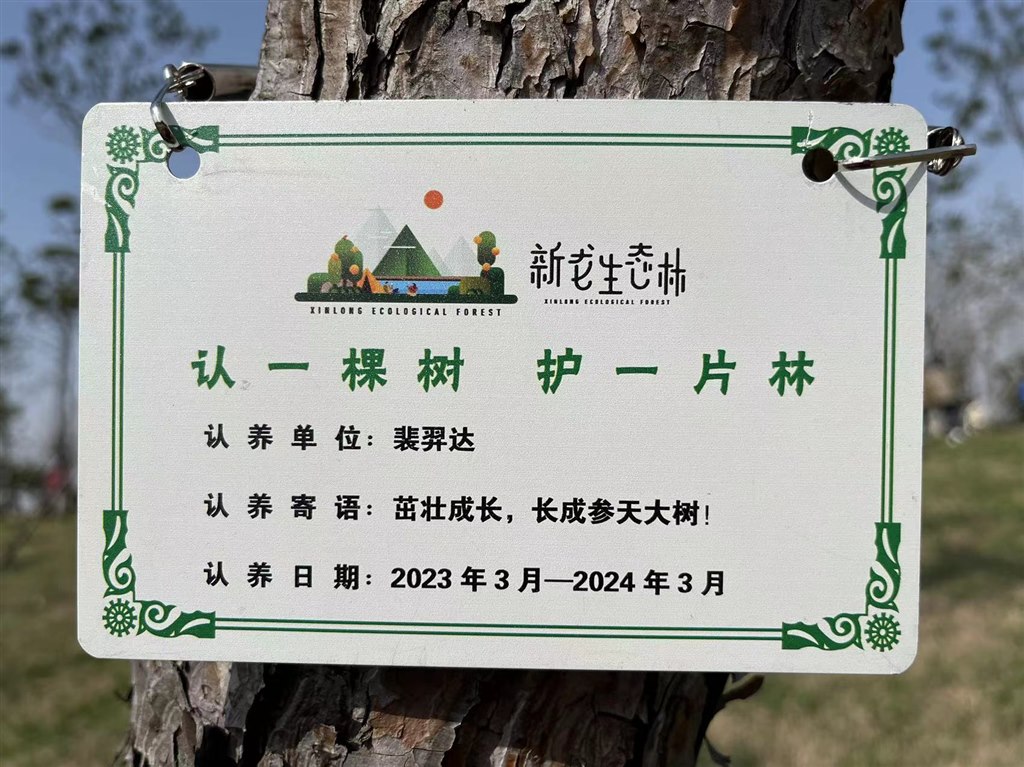 新龙生态林
XINLONG ECOLOGICAL FOREST
XINLONG ECOLOGICAL FOREST
认一棵树 护一片林
认养单位：裴羿达
认养寄语：茁壮成长，长成参天大树！
认养日期：2023年3月—2024年3月